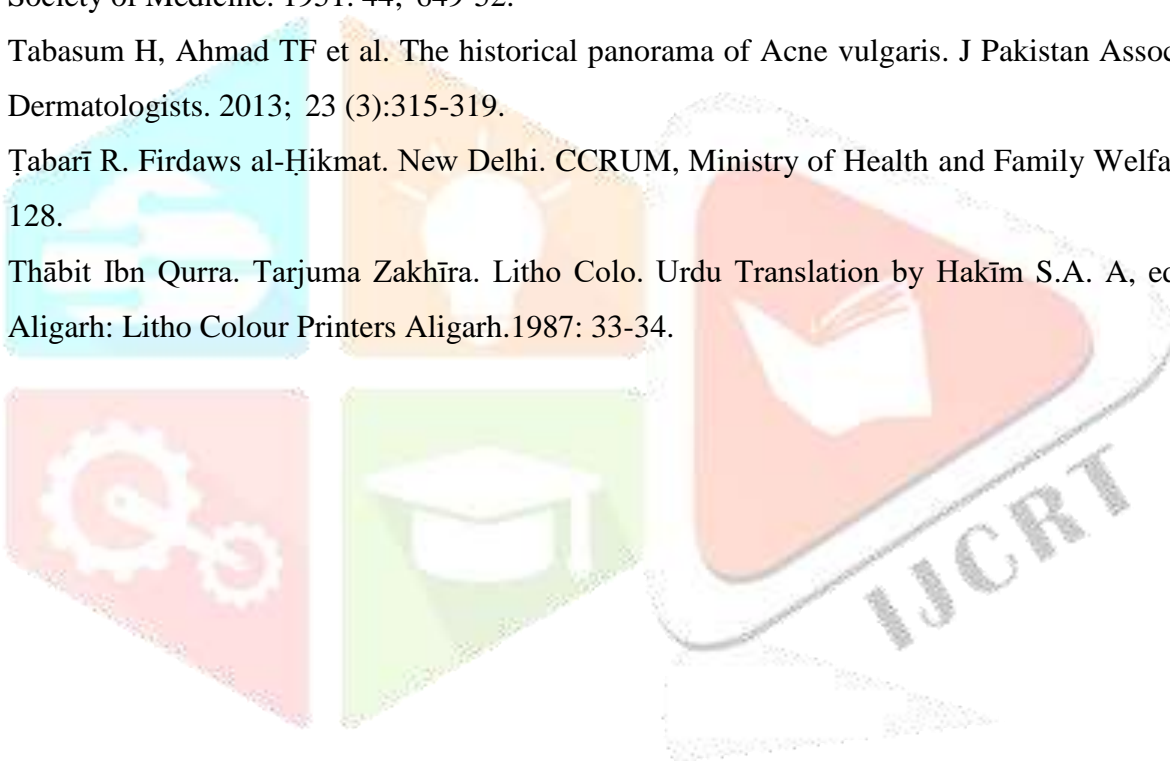 Society of Medicine. 1951. 44; 649-52.
Tabasum H, Ahmad TF et al. The historical panorama of Acne vulgaris. J Pakistan Assoc
Dermatologists. 2013; 23 (3):315-319.
Ṭabarī R. Firdaws al-Ḥikmat. New Delhi. CCRUM, Ministry of Health and Family Welfa
128.
Thābit Ibn Qurra. Tarjuma Zakhīra. Litho Colo. Urdu Translation by Hakīm S.A. A, ed
Aligarh: Litho Colour Printers Aligarh.1987: 33-34.
IJCRT